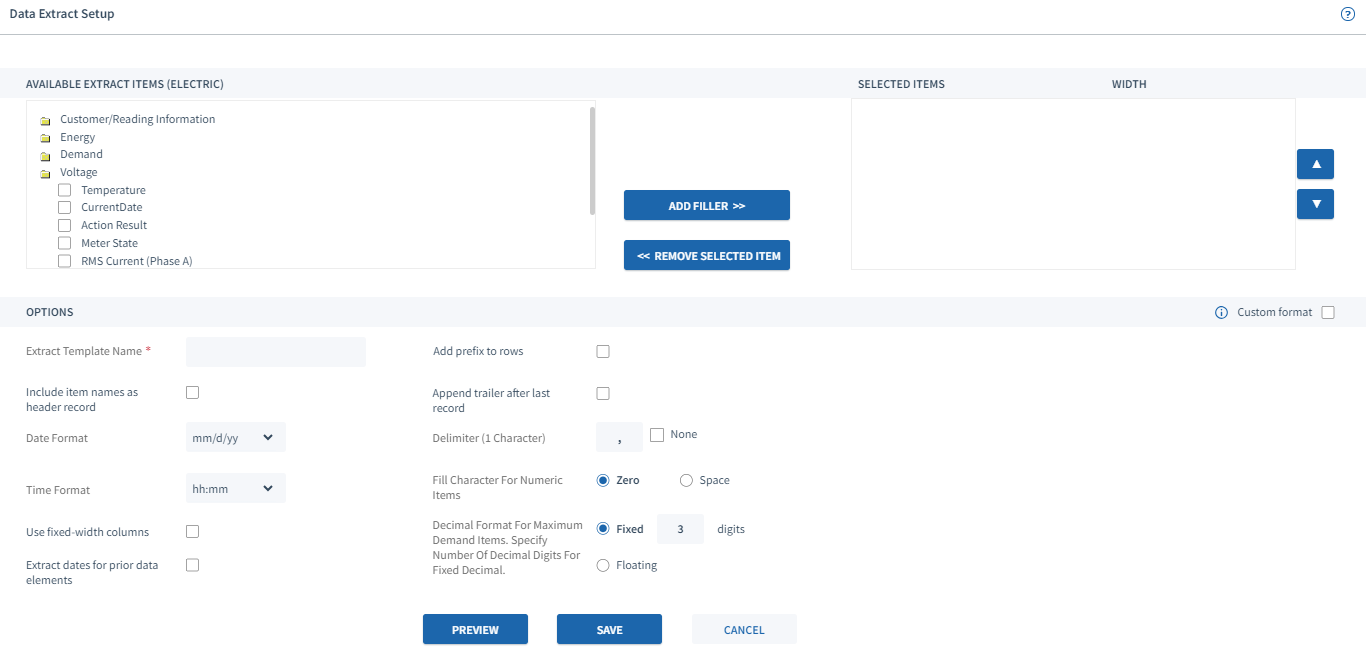 Data Extract Setup
?
AVAILABLE EXTRACT ITEMS (ELECTRIC)
SELECTED ITEMS
WIDTH
Customer/Reading Information
Energy
Demand
Voltage
Temperature
CurrentDate
Action Result
Meter State
RMS Current (Phase A)
ADD FILLER >>
<< REMOVE SELECTED ITEM
▲
▼
OPTIONS
i Custom format
Extract Template Name *
Add prefix to rows
Include item names as
header record
Append trailer after last
record
Date Format
mm/d/yy
Delimiter (1 Character)
,
None
Time Format
hh:mm
Fill Character For Numeric
Items
Zero
Space
Use fixed-width columns
Decimal Format For Maximum
Demand Items. Specify
Number Of Decimal Digits For
Fixed Decimal.
Fixed
3
digits
Floating
Extract dates for prior data
elements
PREVIEW
SAVE
CANCEL